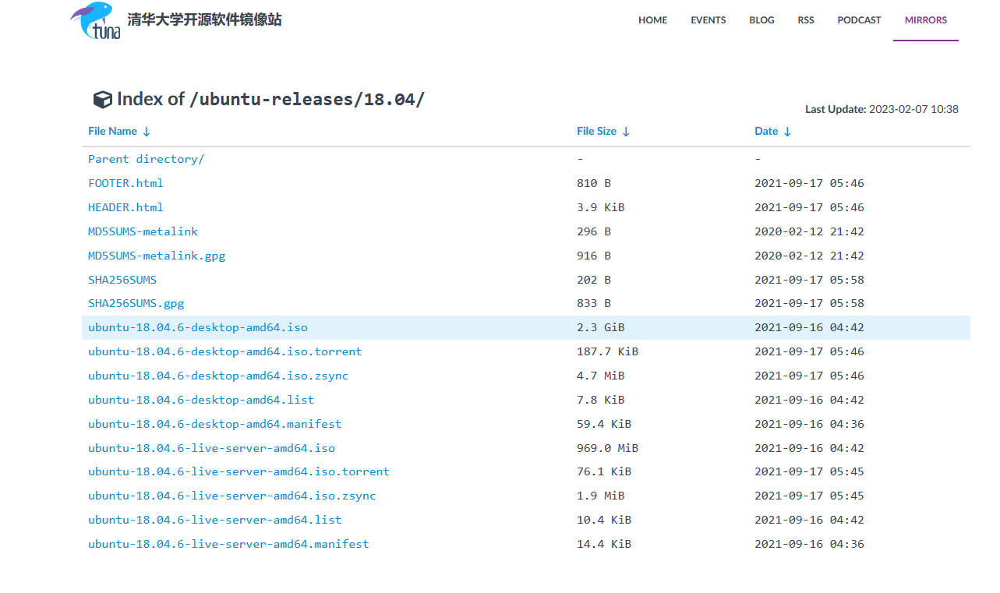 tuna 清华大学开源软件镜像站 HOME EVENTS BLOG RSS PODCAST MIRRORS
Index of /ubuntu-releases/18.04/
Last Update: 2023-02-07 10:38
File Name ↓ File Size ↓ Date ↓
Parent directory/ - -
FOOTER.html 810 B 2021-09-17 05:46
HEADER.html 3.9 KiB 2021-09-17 05:46
MD5SUMS-metalink 296 B 2020-02-12 21:42
MD5SUMS-metalink.gpg 916 B 2020-02-12 21:42
SHA256SUMS 202 B 2021-09-17 05:58
SHA256SUMS.gpg 833 B 2021-09-17 05:58
ubuntu-18.04.6-desktop-amd64.iso 2.3 GiB 2021-09-16 04:42
ubuntu-18.04.6-desktop-amd64.iso.torrent 187.7 KiB 2021-09-17 05:46
ubuntu-18.04.6-desktop-amd64.iso.zsync 4.7 MiB 2021-09-17 05:46
ubuntu-18.04.6-desktop-amd64.list 7.8 KiB 2021-09-16 04:42
ubuntu-18.04.6-desktop-amd64.manifest 59.4 KiB 2021-09-16 04:36
ubuntu-18.04.6-live-server-amd64.iso 969.0 MiB 2021-09-16 04:42
ubuntu-18.04.6-live-server-amd64.iso.torrent 76.1 KiB 2021-09-17 05:45
ubuntu-18.04.6-live-server-amd64.iso.zsync 1.9 MiB 2021-09-17 05:45
ubuntu-18.04.6-live-server-amd64.list 10.4 KiB 2021-09-16 04:42
ubuntu-18.04.6-live-server-amd64.manifest 14.4 KiB 2021-09-16 04:36